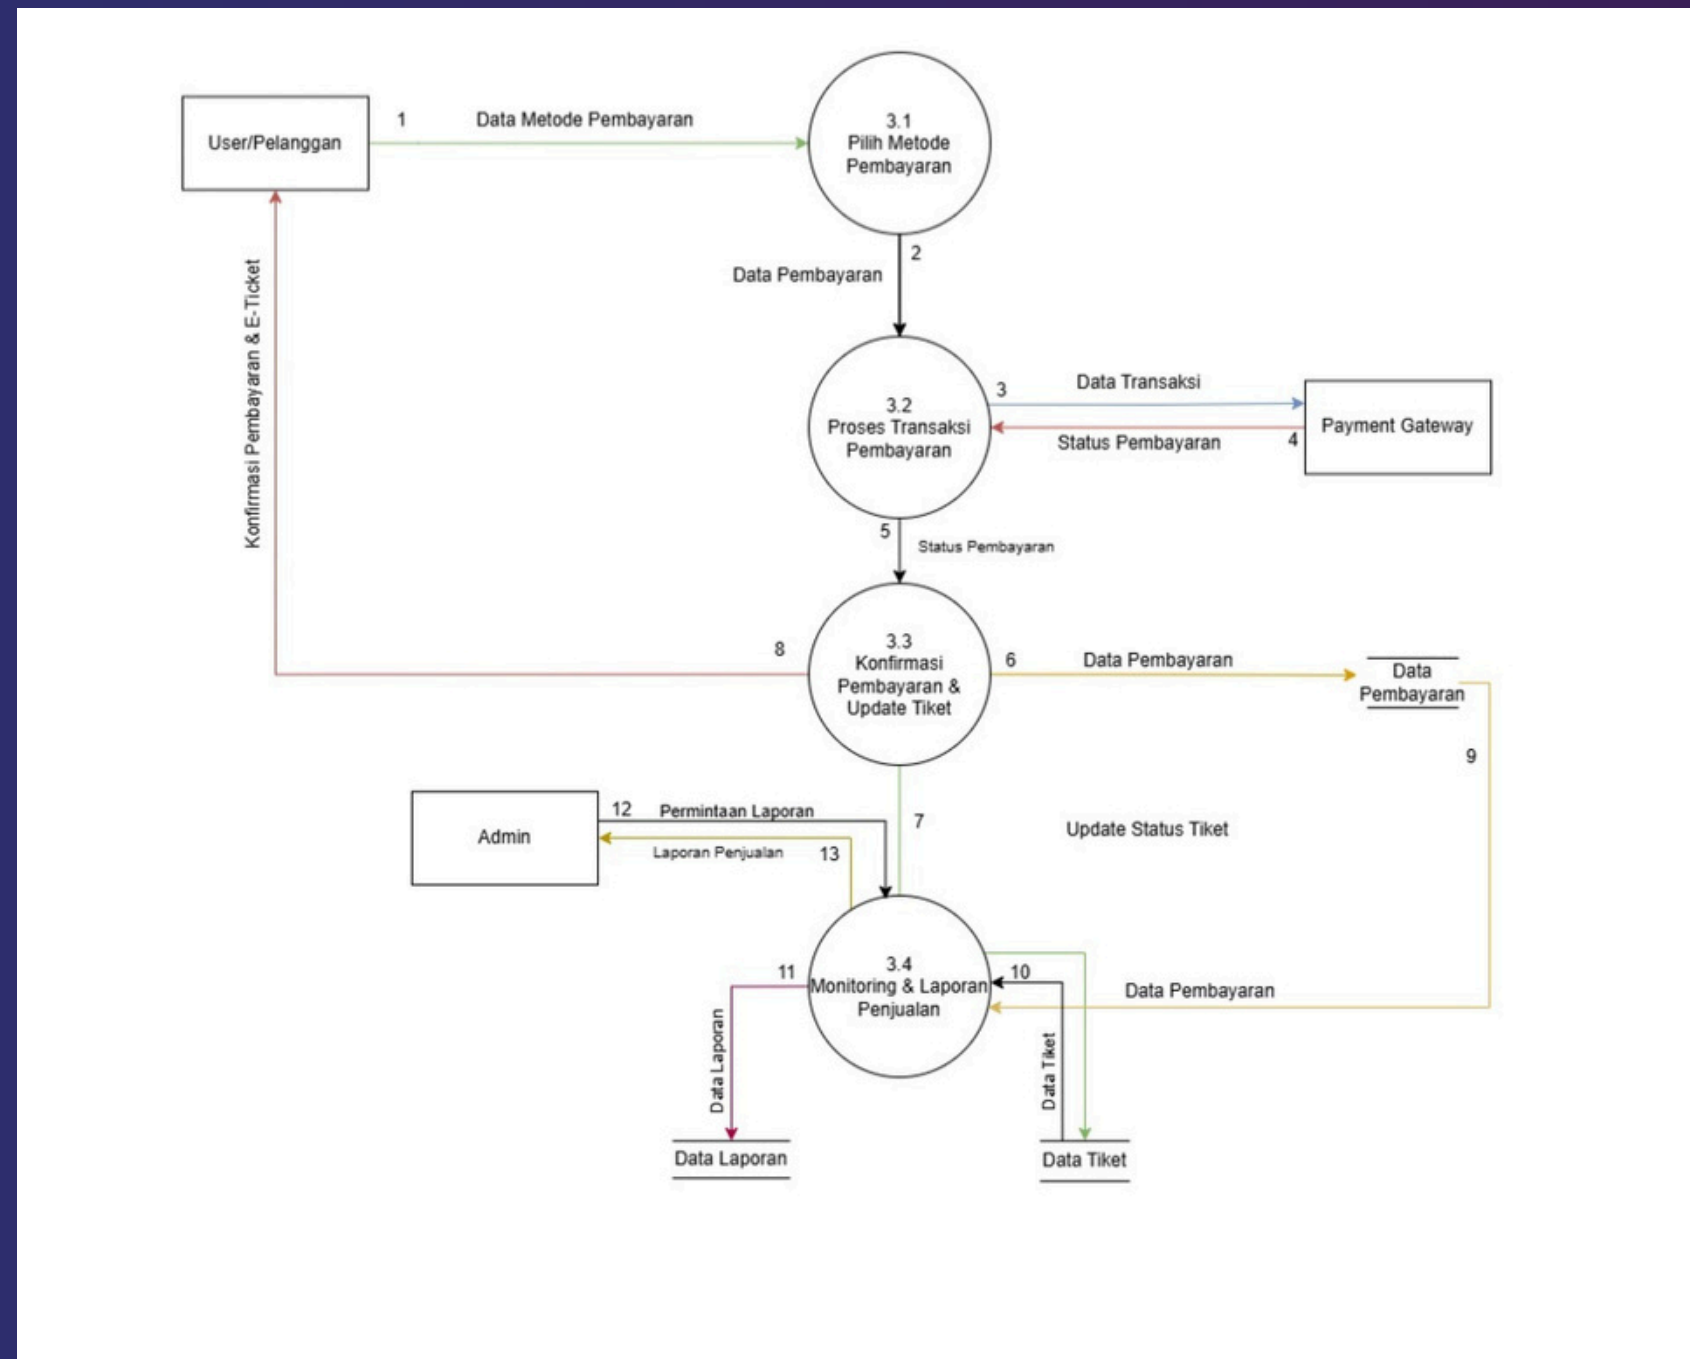 User/Pelanggan
1
Data Metode Pembayaran
3.1
Pilih Metode
Pembayaran
2
Data Pembayaran
Konfirmasi Pembayaran & E-Ticket
3.2
Proses Transaksi
Pembayaran
3
Data Transaksi
Status Pembayaran
4
Payment Gateway
5
Status Pembayaran
8
3.3
Konfirmasi
Pembayaran &
Update Tiket
6
Data Pembayaran
Data
Pembayaran
9
Admin
12
Permintaan Laporan
Laporan Penjualan
13
7
Update Status Tiket
11
3.4
Monitoring & Laporan
Penjualan
10
Data Pembayaran
Data Laporan
Data Tiket
Data Laporan
Data Tiket